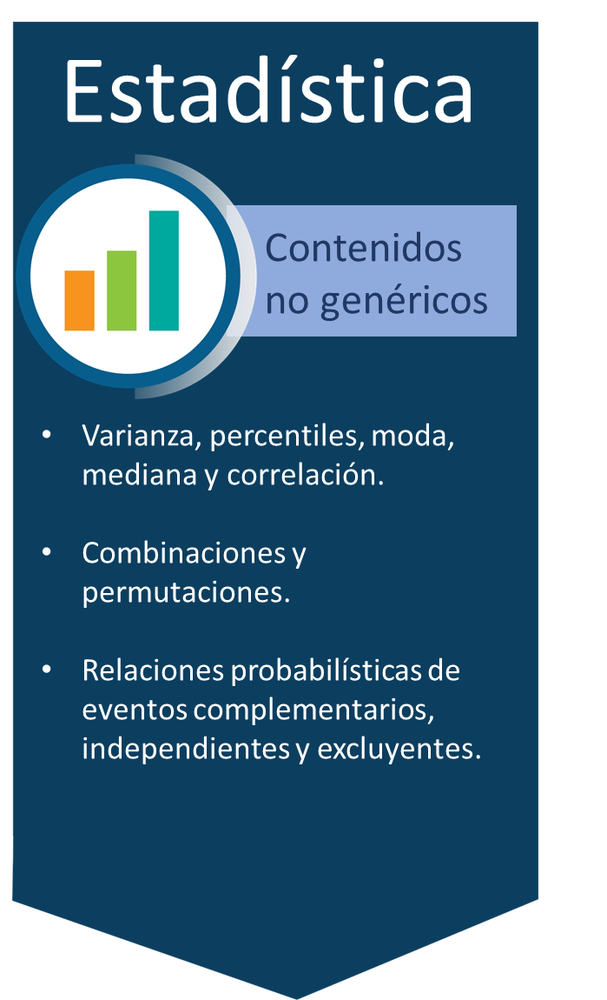 Estadística
Contenidos
no genéricos
• Varianza, percentiles, moda,
mediana y correlación.
• Combinaciones y
permutaciones.
• Relaciones probabilísticas de
eventos complementarios,
independientes y excluyentes.